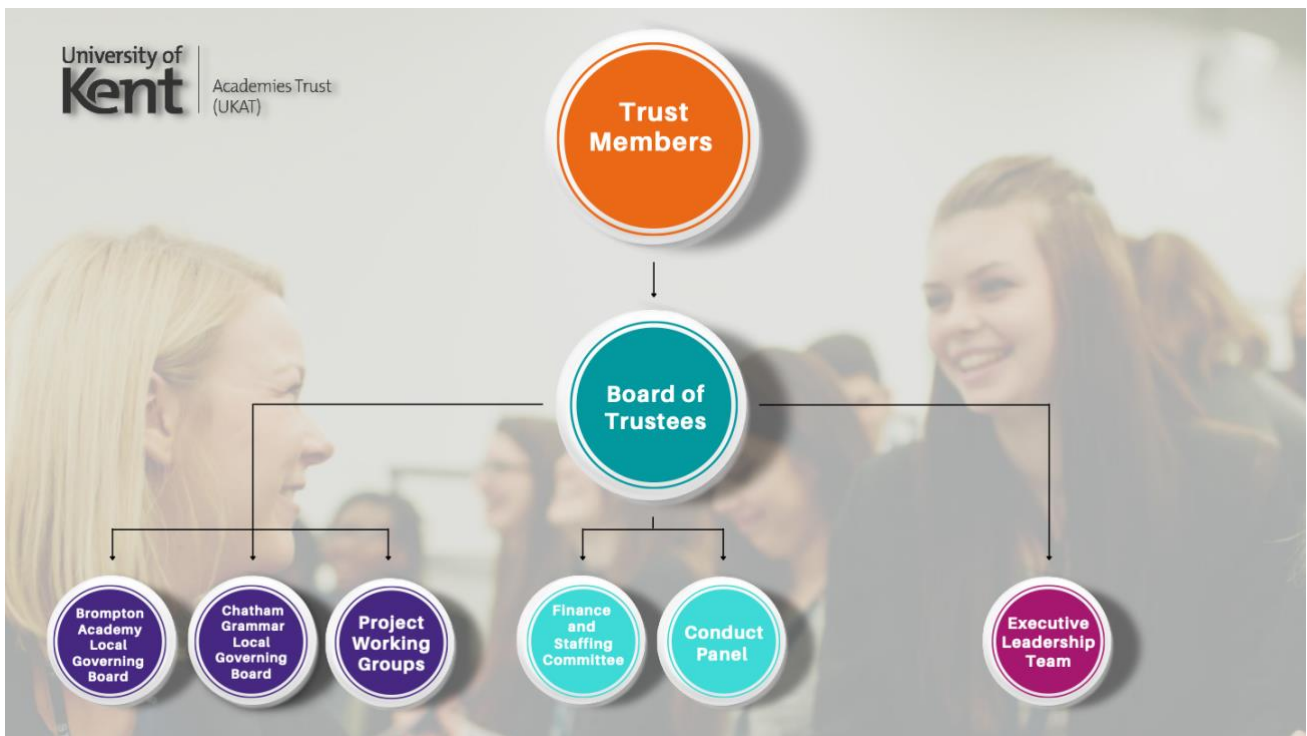 University of
Kent
Academies Trust
(UKAT)
Trust
Members
Board of
Trustees
Brompton
Academy
Local
Governing
Board
Chatham
Grammar
Local
Governing
Board
Project
Working
Groups
Finance
and
Staffing
Committee
Conduct
Panel
Executive
Leadership
Team